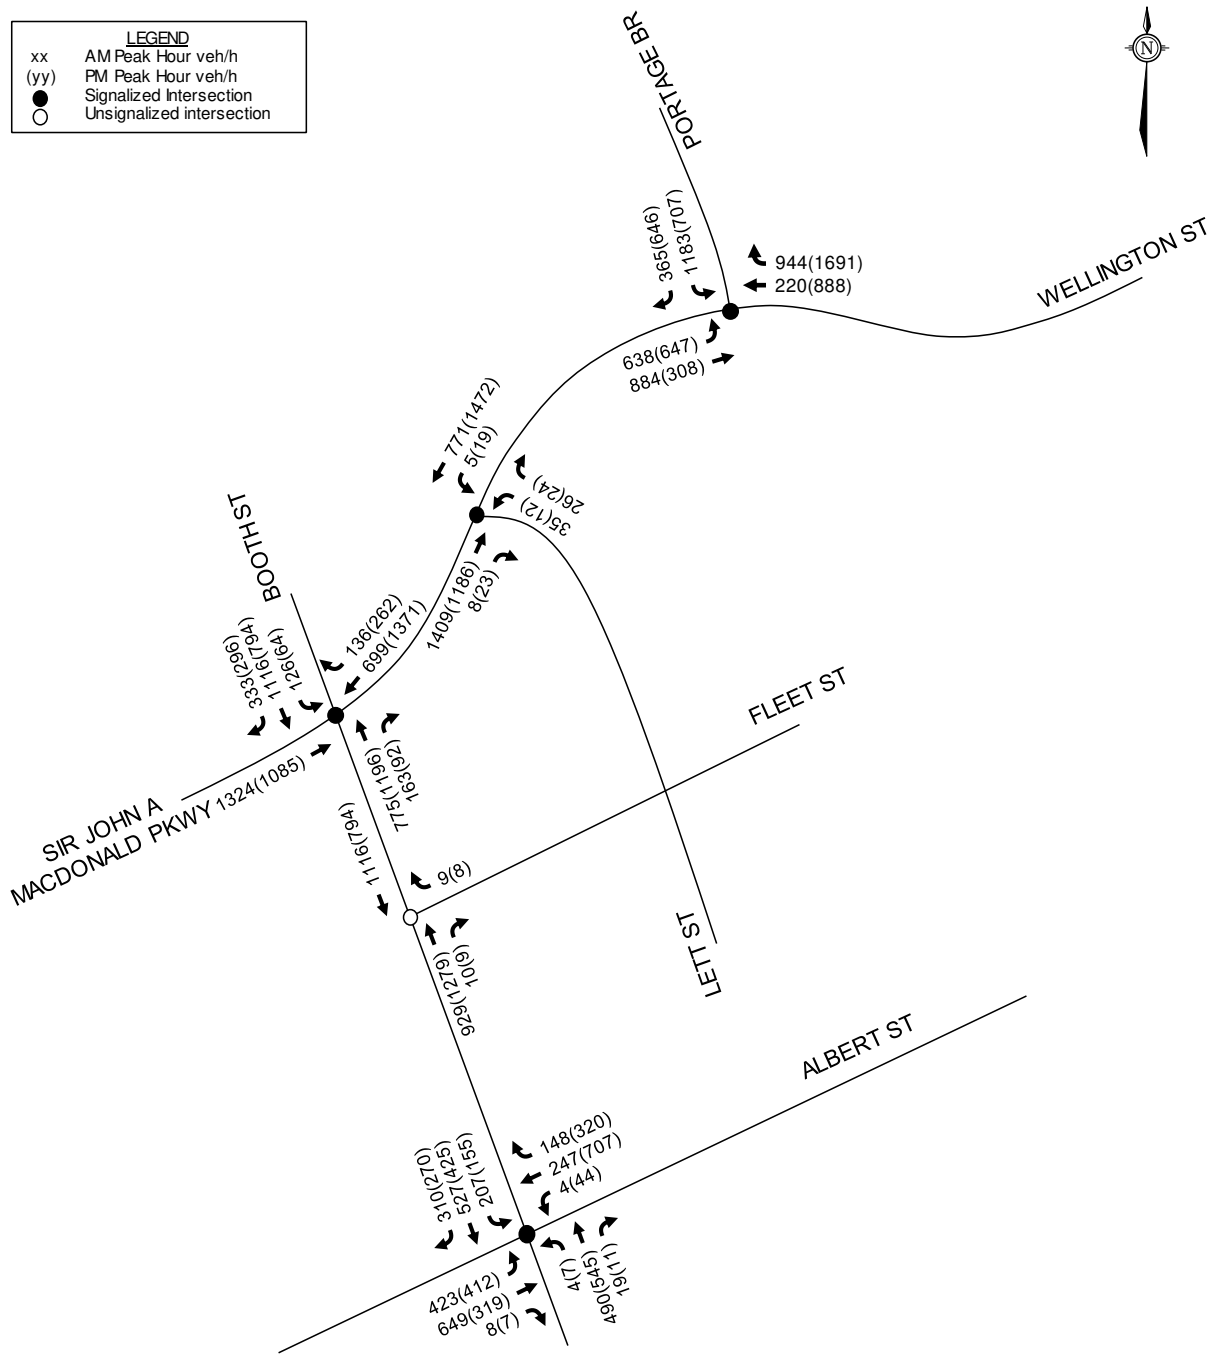 LEGEND
xx AM Peak Hour veh/h
(yy) PM Peak Hour veh/h
Signalized Intersection
Unsignalized intersection
N
PORTAGE BR
WELLINGTON ST
365(646)
1183(707)
944(1691)
220(888)
638(647)
884(308)
771(1472)
5(19)
26(24)
35(12)
1409(1186)
8(23)
BOOTH ST
333(296)
1116(794)
126(64)
136(262)
699(1371)
SIR JOHN A
MACDONALD PKWY
1324(1085)
775(1196)
163(92)
FLEET ST
1116(794)
9(8)
929(1279)
10(9)
LETT ST
ALBERT ST
310(270)
527(425)
207(155)
148(320)
247(707)
4(44)
423(412)
649(319)
8(7)
4(7)
490(545)
19(11)